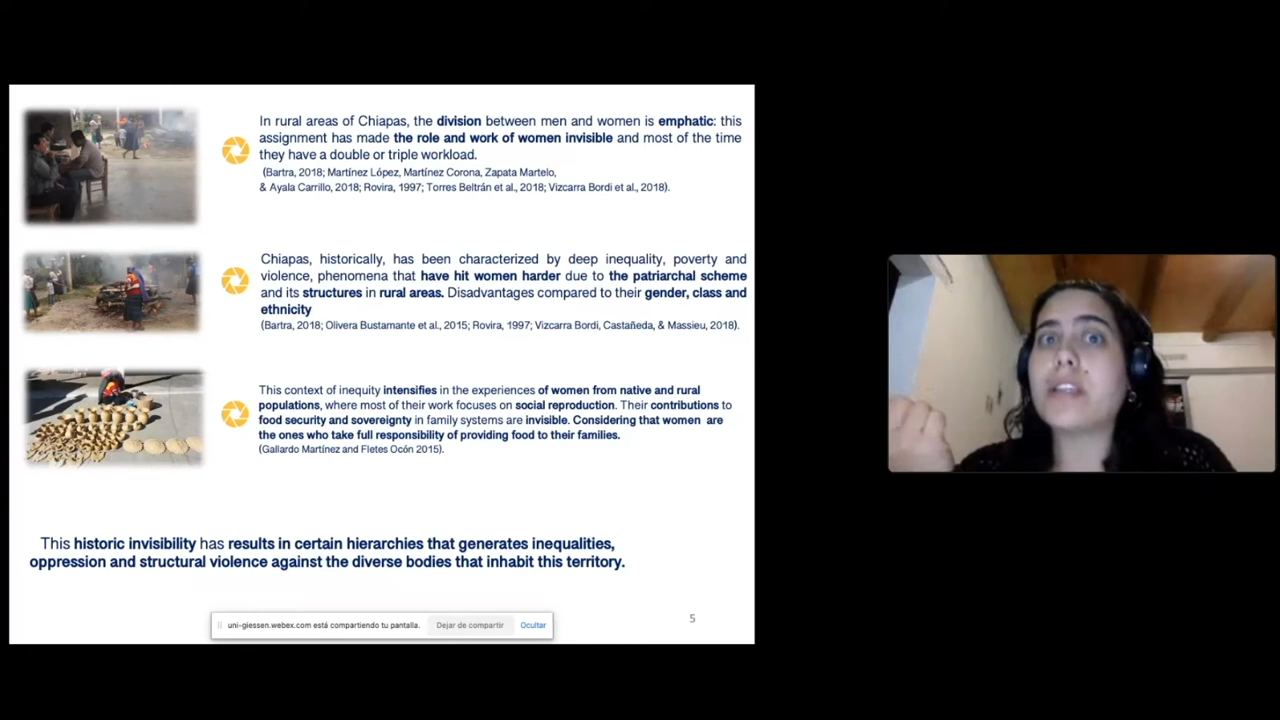 In rural areas of Chiapas, the division between men and women is emphatic: this
assignment has made the role and work of women invisible and most of the time
they have a double or triple workload.
(Bartra, 2018; Martínez López, Martínez Corona, Zapata Martelo,
& Ayala Carrillo, 2018; Rovira, 1997; Torres Beltrán et al., 2018; Vizcarra Bordi et al., 2018).
Chiapas, historically, has been characterized by deep inequality, poverty and
violence, phenomena that have hit women harder due to the patriarchal scheme
and its structures in rural areas. Disadvantages compared to their gender, class and
ethnicity
(Bartra, 2018; Olivera Bustamante et al., 2015; Rovira, 1997; Vizcarra Bordi, Castañeda, & Massieu, 2018).
This context of inequity intensifies in the experiences of women from native and rural
populations, where most of their work focuses on social reproduction. Their contributions to
food security and sovereignty in family systems are invisible. Considering that women are
the ones who take full responsibility of providing food to their families.
(Gallardo Martínez and Fletes Ocón 2015).
This historic invisibility has results in certain hierarchies that generates inequalities,
oppression and structural violence against the diverse bodies that inhabit this territory.
uni-giessen.webex.com está compartiendo tu pantalla. Dejar de compartir Ocultar
5